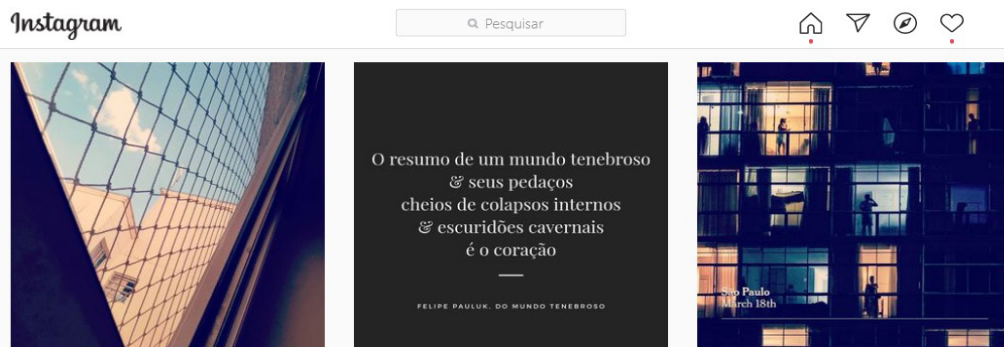 Instagram
Pesquisar
O resumo de um mundo tenebroso
& seus pedaços
cheios de colapsos internos
& escuridões cavernais
é o coração
FELIPE PAULUK, DO MUNDO TENEBROSO
São Paulo
March 18th